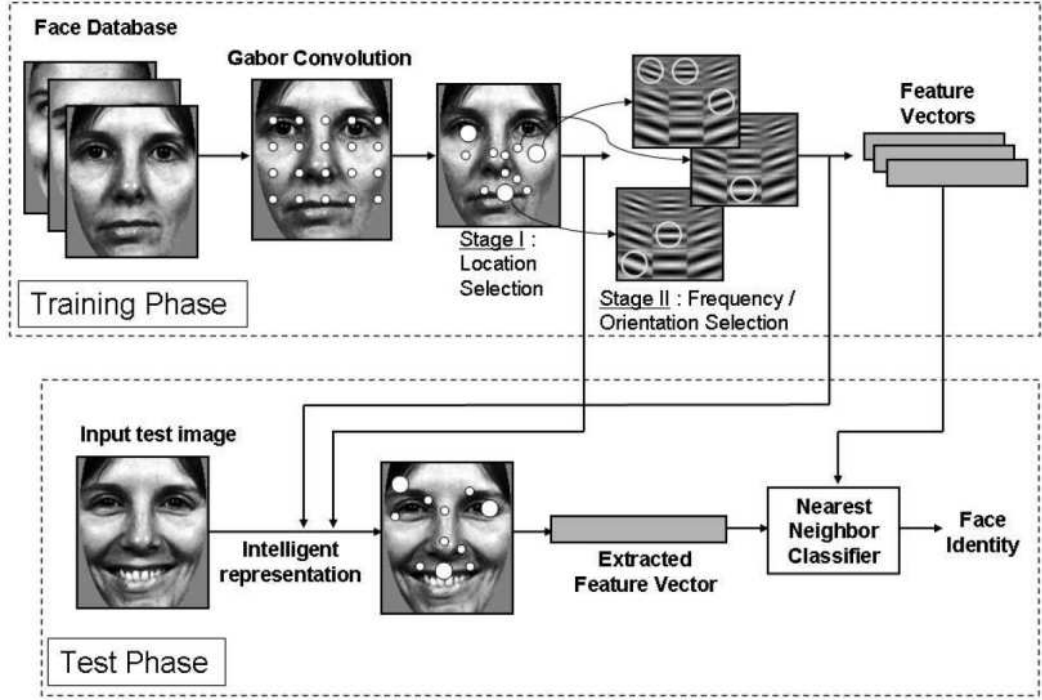 Face Database
Gabor Convolution
Feature
Vectors
Stage I :
Location
Selection
Stage II : Frequency /
Orientation Selection
Training Phase
Input test image
Intelligent
representation
Extracted
Feature Vector
Nearest
Neighbor
Classifier
Face
Identity
Test Phase